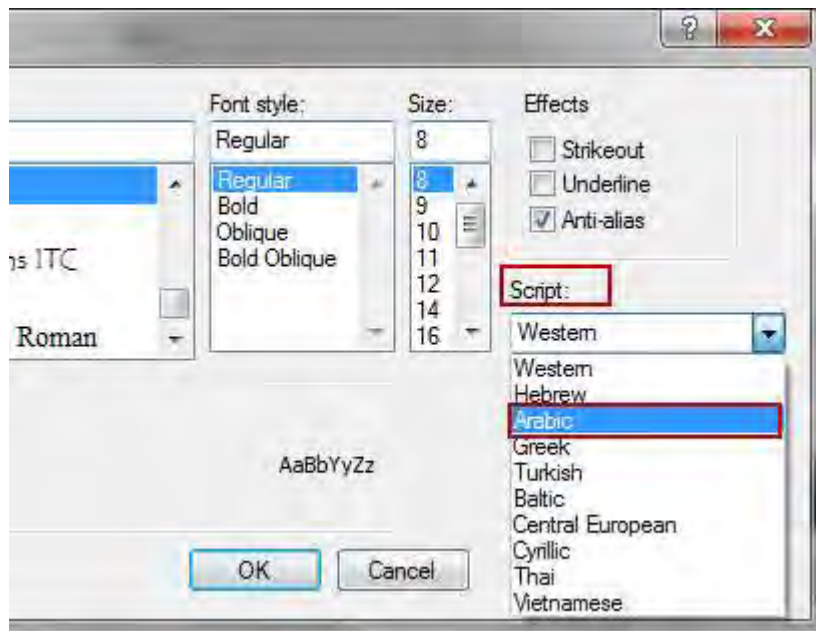 Font style:
Size:
Effects
Regular
8
Strikeout
Underline
Anti-alias
Regular
Bold
Oblique
Bold Oblique
8
9
10
11
12
14
16
ns ITC
Roman
Script:
Western
Western
Hebrew
Arabic
Greek
Turkish
Baltic
Central European
Cyrillic
Thai
Vietnamese
AaBbYyZz
OK
Cancel